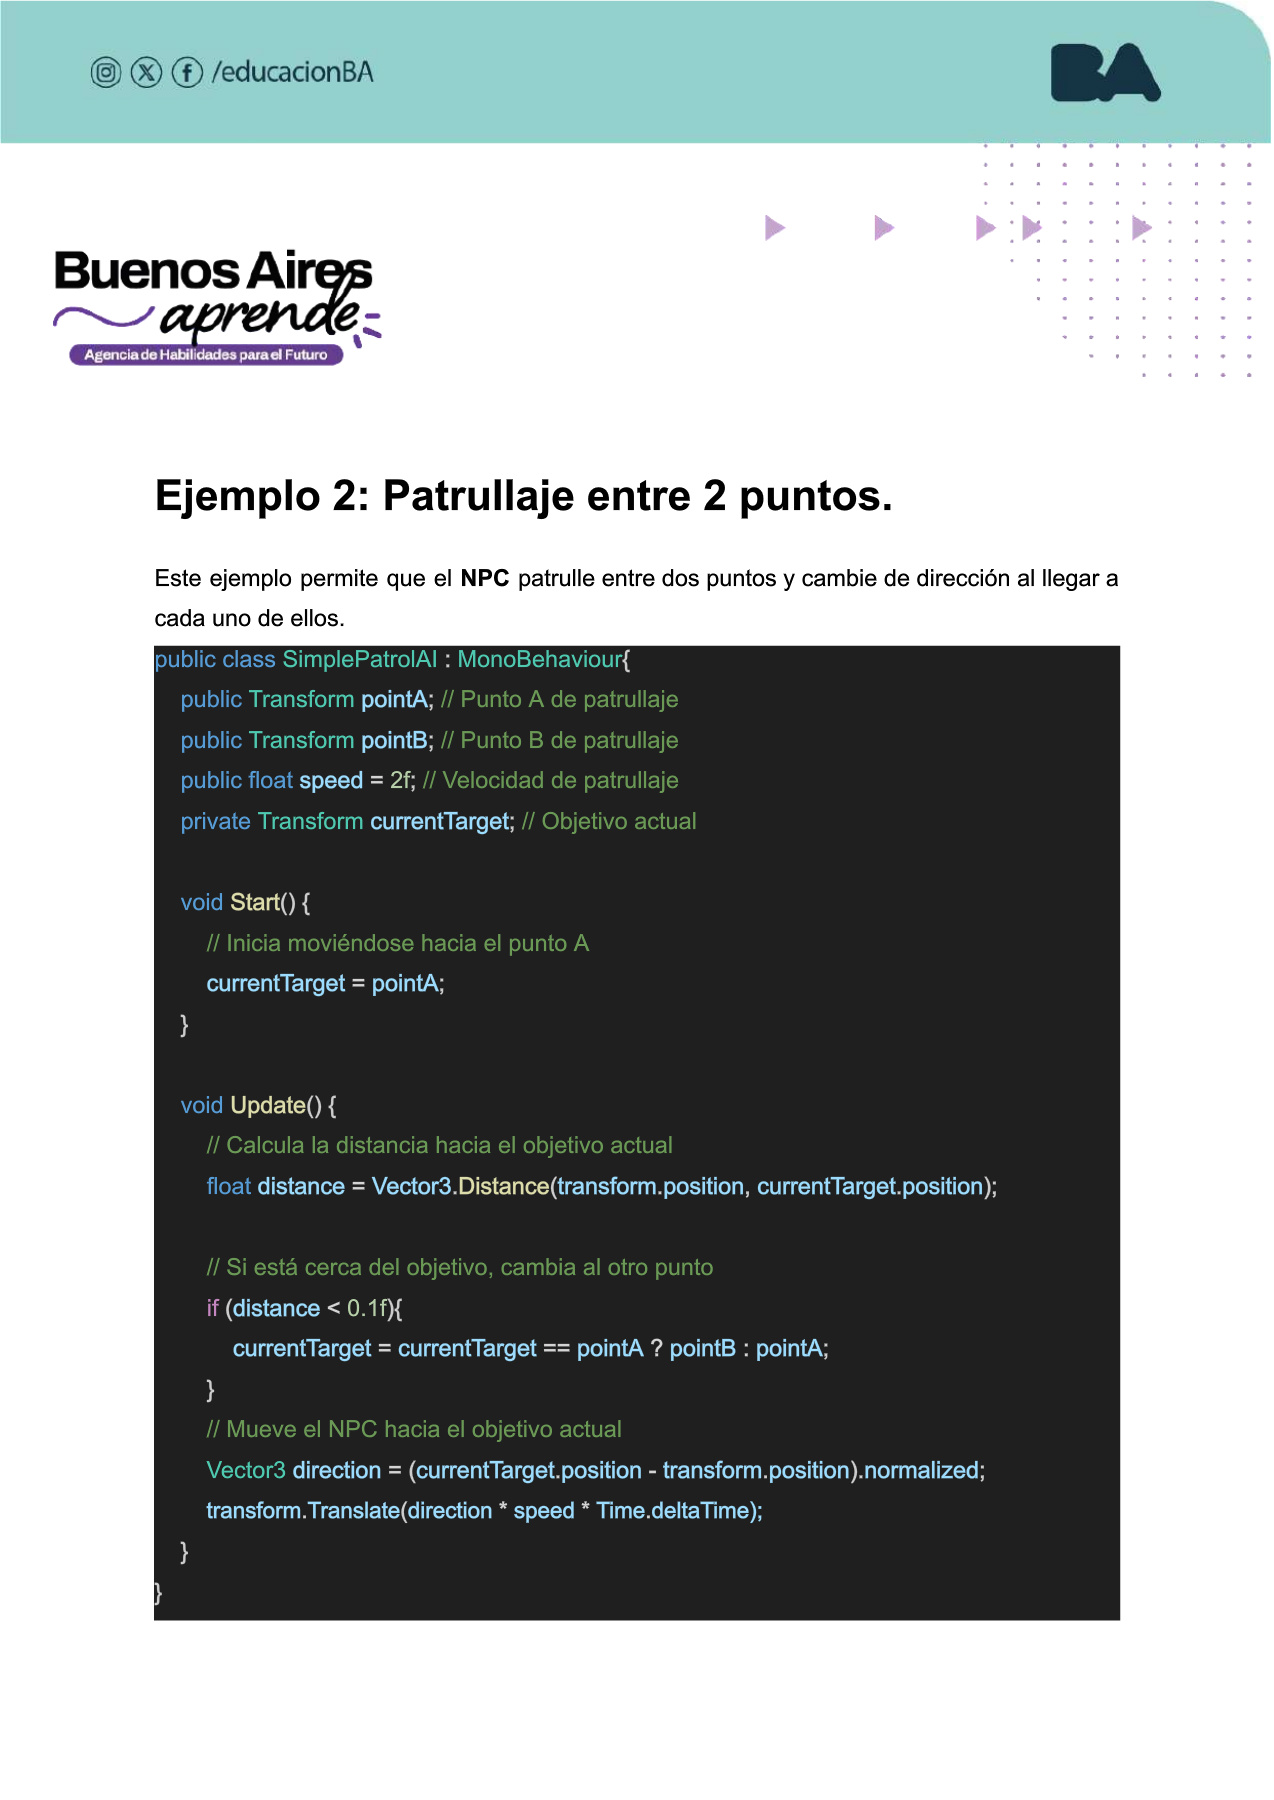 /educacionBA
BA
Buenos Aires
aprende
Agencia de Habilidades para el Futuro
Ejemplo 2: Patrullaje entre 2 puntos.
Este ejemplo permite que el NPC patrulle entre dos puntos y cambie de dirección al llegar a
cada uno de ellos.
public class SimplePatrolAI : MonoBehaviour{
    public Transform pointA; // Punto A de patrullaje
    public Transform pointB; // Punto B de patrullaje
    public float speed = 2f; // Velocidad de patrullaje
    private Transform currentTarget; // Objetivo actual
    void Start() {
        // Inicia moviéndose hacia el punto A
        currentTarget = pointA;
    }
    void Update() {
        // Calcula la distancia hacia el objetivo actual
        float distance = Vector3.Distance(transform.position, currentTarget.position);
        // Si está cerca del objetivo, cambia al otro punto
        if (distance < 0.1f){
            currentTarget = currentTarget == pointA ? pointB : pointA;
        }
        // Mueve el NPC hacia el objetivo actual
        Vector3 direction = (currentTarget.position - transform.position).normalized;
        transform.Translate(direction * speed * Time.deltaTime);
    }
}